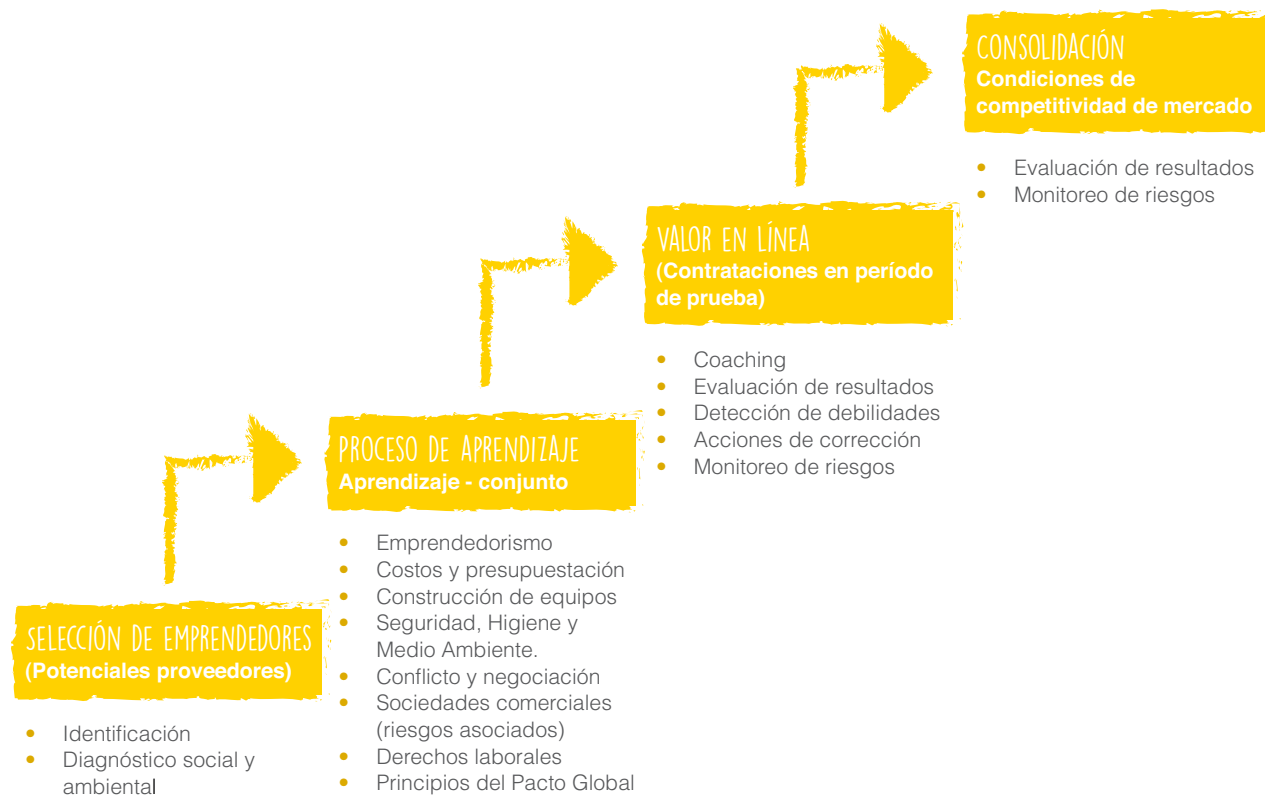 SELECCIÓN DE EMPRENDEDORES
(Potenciales proveedores)
• Identificación
• Diagnóstico social y
ambiental
PROCESO DE APRENDIZAJE
Aprendizaje - conjunto
• Emprendedorismo
• Costos y presupuestación
• Construcción de equipos
• Seguridad, Higiene y
Medio Ambiente.
• Conflicto y negociación
• Sociedades comerciales
(riesgos asociados)
• Derechos laborales
• Principios del Pacto Global
VALOR EN LÍNEA
(Contrataciones en período
de prueba)
• Coaching
• Evaluación de resultados
• Detección de debilidades
• Acciones de corrección
• Monitoreo de riesgos
CONSOLIDACIÓN
Condiciones de
competitividad de mercado
• Evaluación de resultados
• Monitoreo de riesgos